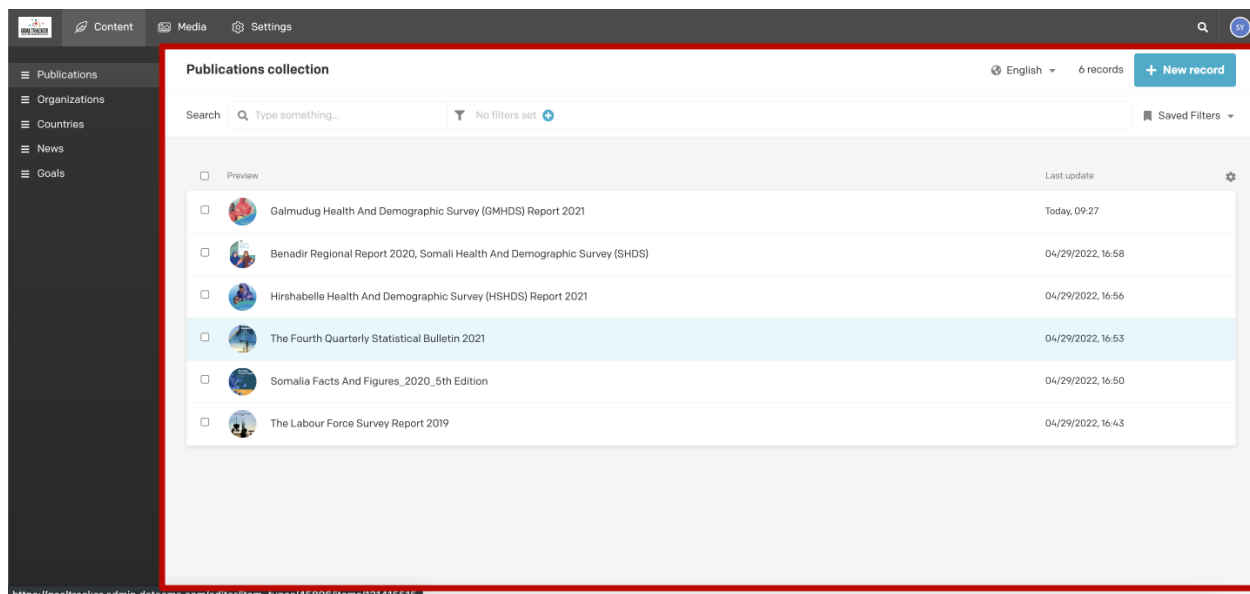 GOALTRACKER Content Media Settings SY
Publications
Organizations
Countries
News
Goals
Publications collection English 6 records + New record
Search Type something... No filters set Saved Filters
Preview Last update
Galmudug Health And Demographic Survey (GMHDS) Report 2021 Today, 09:27
Benadir Regional Report 2020, Somali Health And Demographic Survey (SHDS) 04/29/2022, 16:58
Hirshabelle Health And Demographic Survey (HSHDS) Report 2021 04/29/2022, 16:56
The Fourth Quarterly Statistical Bulletin 2021 04/29/2022, 16:53
Somalia Facts And Figures_2020_5th Edition 04/29/2022, 16:50
The Labour Force Survey Report 2019 04/29/2022, 16:43